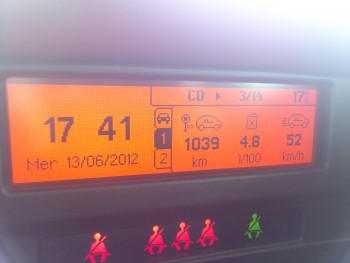 CD ▶ 3/14 17°c
17 41
1
1039 4.8 52
Mer 13/06/2012
2
km l/100 km/h